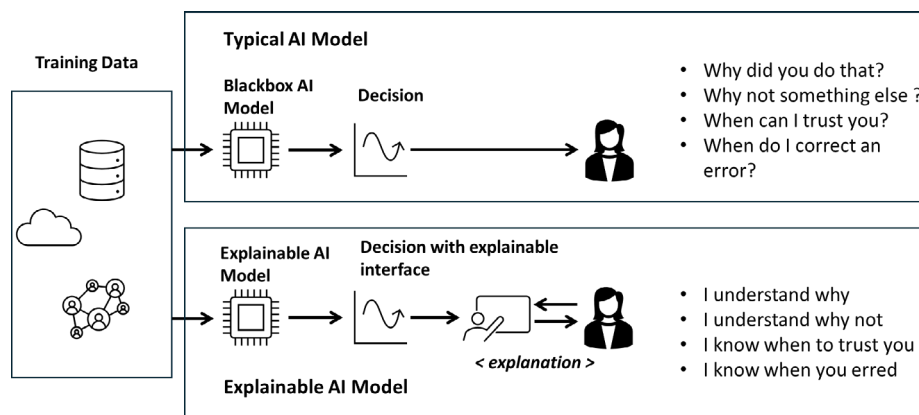 Training Data
Typical AI Model
Blackbox AI
Model
Decision
• Why did you do that?
• Why not something else ?
• When can I trust you?
• When do I correct an
error?
Explainable AI
Model
Decision with explainable
interface
< explanation >
Explainable AI Model
• I understand why
• I understand why not
• I know when to trust you
• I know when you erred